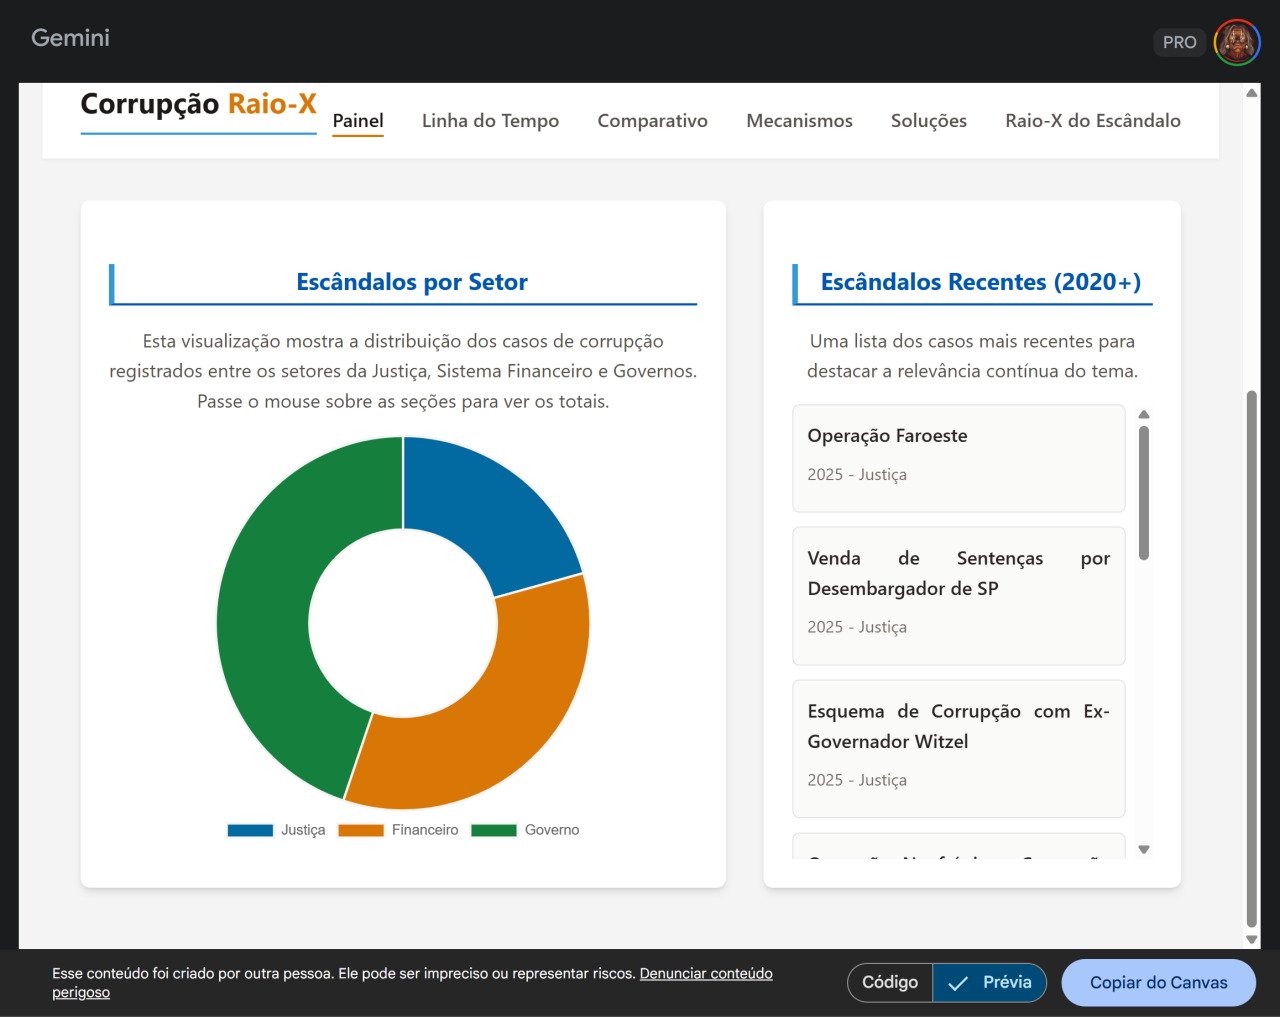 Gemini
PRO
Corrupção Raio-X
Painel
Linha do Tempo
Comparativo
Mecanismos
Soluções
Raio-X do Escândalo
Escândalos por Setor
Esta visualização mostra a distribuição dos casos de corrupção
registrados entre os setores da Justiça, Sistema Financeiro e Governos.
Passe o mouse sobre as seções para ver os totais.
Justiça
Financeiro
Governo
Escândalos Recentes (2020+)
Uma lista dos casos mais recentes para
destacar a relevância contínua do tema.
Operação Faroeste
2025 - Justiça
Venda de Sentenças por
Desembargador de SP
2025 - Justiça
Esquema de Corrupção com Ex-
Governador Witzel
2025 - Justiça
Esse conteúdo foi criado por outra pessoa. Ele pode ser impreciso ou representar riscos. Denunciar conteúdo
perigoso
Código
Prévia
Copiar do Canvas